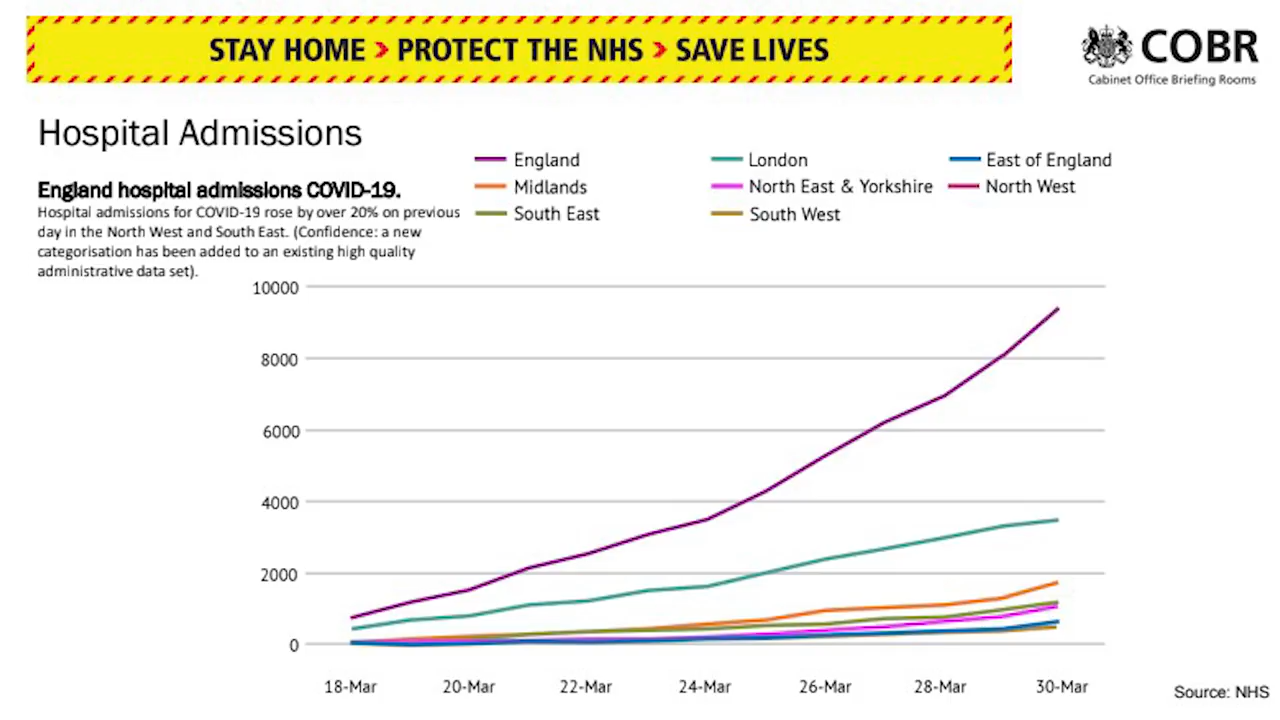 STAY HOME > PROTECT THE NHS > SAVE LIVES
COBR
Cabinet Office Briefing Rooms
Hospital Admissions
England hospital admissions COVID-19.
Hospital admissions for COVID-19 rose by over 20% on previous
day in the North West and South East. (Confidence: a new
categorisation has been added to an existing high quality
administrative data set).
England London East of England
Midlands North East & Yorkshire North West
South East South West
10000
8000
6000
4000
2000
0
18-Mar 20-Mar 22-Mar 24-Mar 26-Mar 28-Mar 30-Mar
Source: NHS